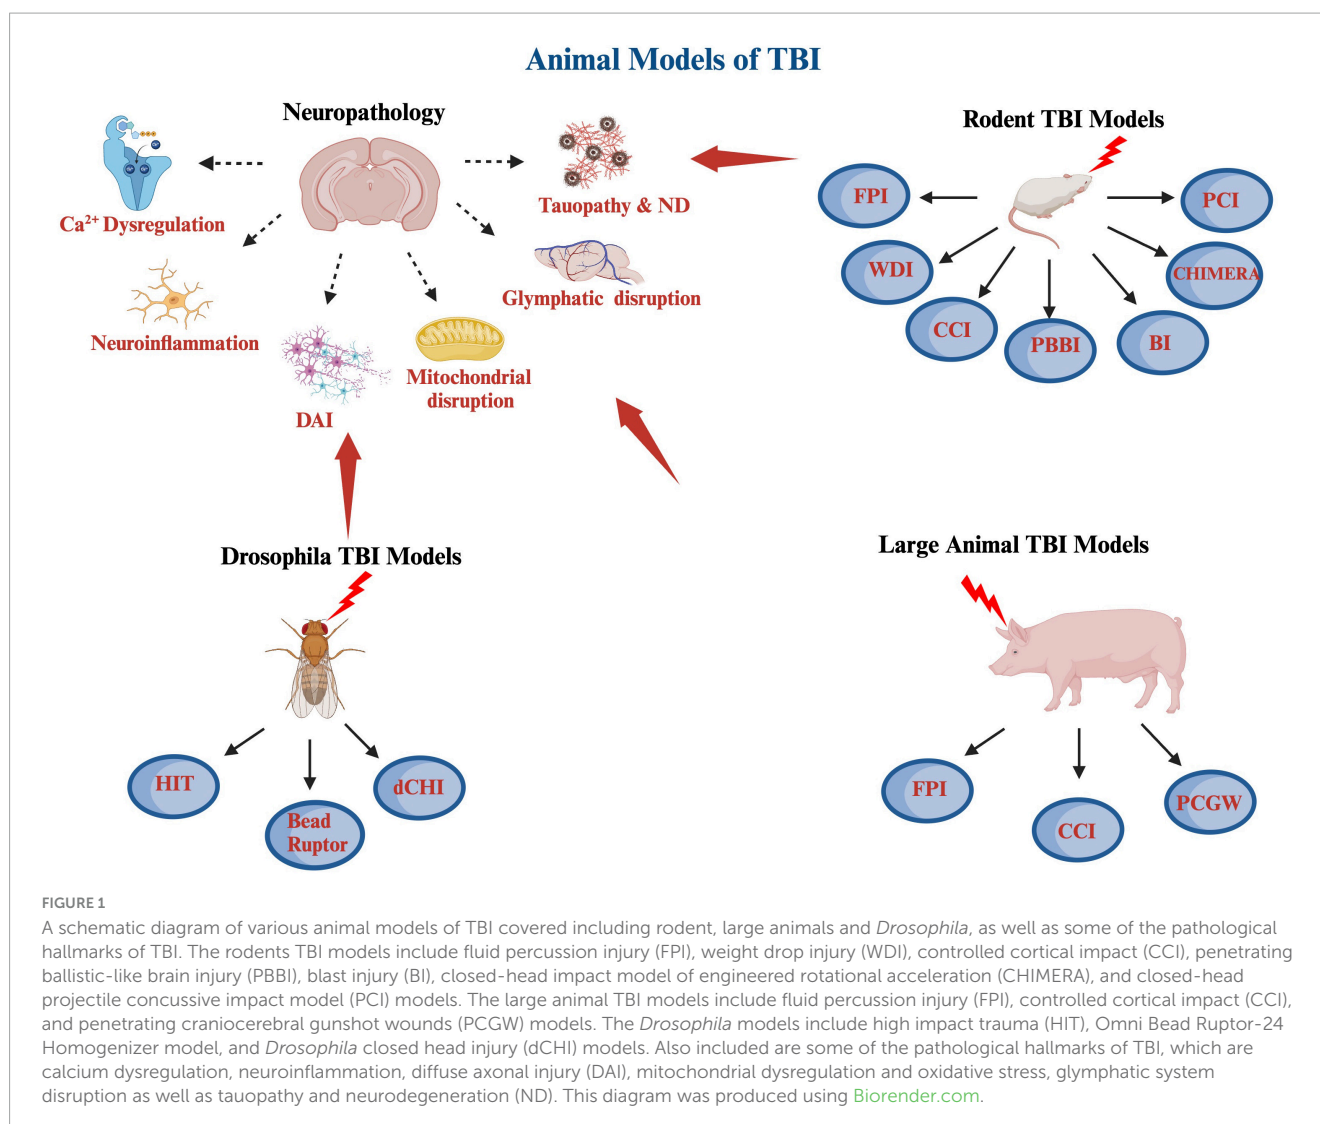 Animal Models of TBI
Neuropathology
Ca²⁺ Dysregulation
Neuroinflammation
DAI
Mitochondrial
disruption
Glymphatic disruption
Tauopathy & ND
Rodent TBI Models
FPI
WDI
CCI
PBBI
BI
CHIMERA
PCI
Drosophila TBI Models
HIT
Bead
Ruptor
dCHI
Large Animal TBI Models
FPI
CCI
PCGW
FIGURE 1
A schematic diagram of various animal models of TBI covered including rodent, large animals and Drosophila, as well as some of the pathological
hallmarks of TBI. The rodents TBI models include fluid percussion injury (FPI), weight drop injury (WDI), controlled cortical impact (CCI), penetrating
ballistic-like brain injury (PBBI), blast injury (BI), closed-head impact model of engineered rotational acceleration (CHIMERA), and closed-head
projectile concussive impact model (PCI) models. The large animal TBI models include fluid percussion injury (FPI), controlled cortical impact (CCI),
and penetrating craniocerebral gunshot wounds (PCGW) models. The Drosophila models include high impact trauma (HIT), Omni Bead Ruptor-24
Homogenizer model, and Drosophila closed head injury (dCHI) models. Also included are some of the pathological hallmarks of TBI, which are
calcium dysregulation, neuroinflammation, diffuse axonal injury (DAI), mitochondrial dysregulation and oxidative stress, glymphatic system
disruption as well as tauopathy and neurodegeneration (ND). This diagram was produced using Biorender.com.